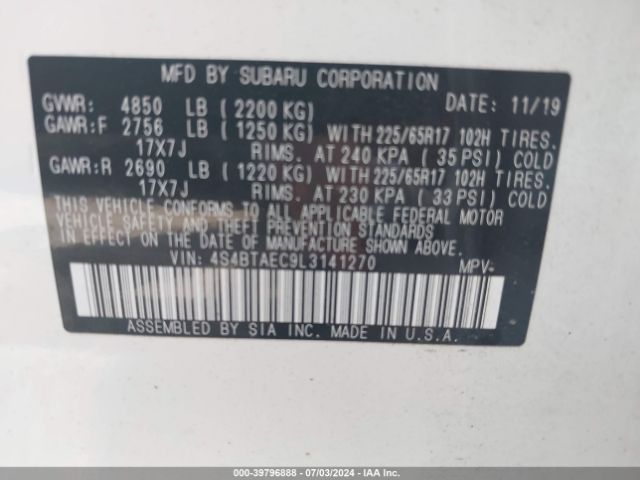 MFD BY SUBARU CORPORATION
GVWR: 4850 LB ( 2200 KG) DATE: 11/19
GAWR:F 2756 LB ( 1250 KG) WITH 225/65R17 102H TIRES.
17X7J RIMS. AT 240 KPA ( 35 PSI) COLD
GAWR:R 2690 LB ( 1220 KG) WITH 225/65R17 102H TIRES.
17X7J RIMS. AT 230 KPA ( 33 PSI) COLD
THIS VEHICLE CONFORMS TO ALL APPLICABLE FEDERAL MOTOR
VEHICLE SAFETY AND THEFT PREVENTION STANDARDS
IN EFFECT ON THE DATE OF MANUFACTURE SHOWN ABOVE.
VIN: 4S4BTAEC9L3141270 MPV
ASSEMBLED BY SIA INC. MADE IN U.S.A.
000-39796888 - 07/03/2024 - IAAI.COM